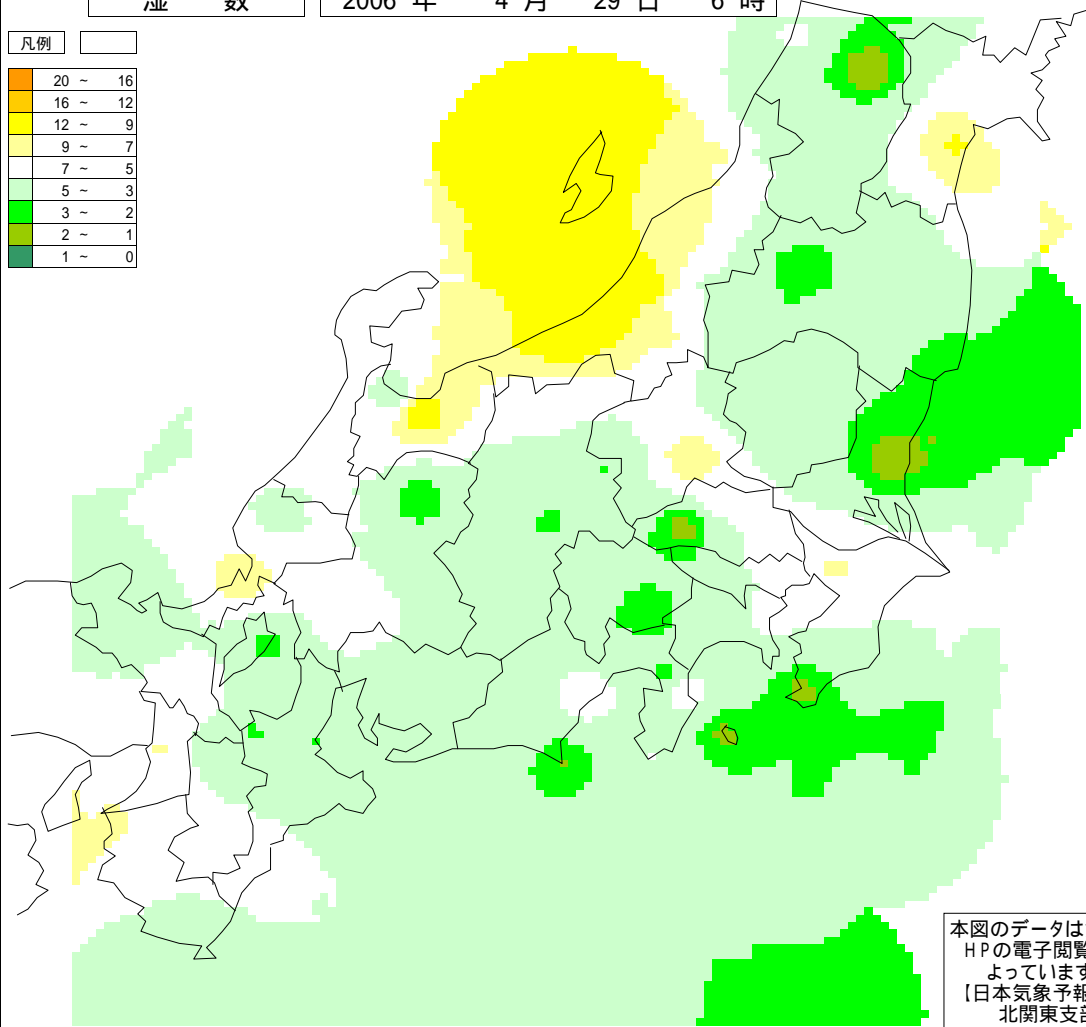 湿 数
2006 年 4 月 29 日 6 時
凡例
20 ~ 16
16 ~ 12
12 ~ 9
9 ~ 7
7 ~ 5
5 ~ 3
3 ~ 2
2 ~ 1
1 ~ 0
本図のデータは
HPの電子閲覧
よっています
【日本気象予報
北関東支部